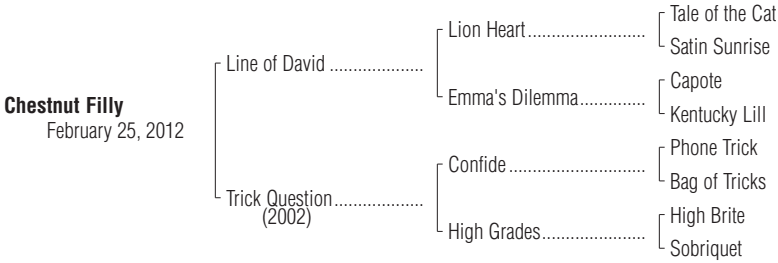 Tale of the Cat
Lion Heart........................
Satin Sunrise
Line of David ...................
Capote
Emma's Dilemma.............
Kentucky Lill
Chestnut Filly
February 25, 2012
Phone Trick
Confide ...........................
Bag of Tricks
Trick Question..................
(2002)
High Brite
High Grades.....................
Sobriquet